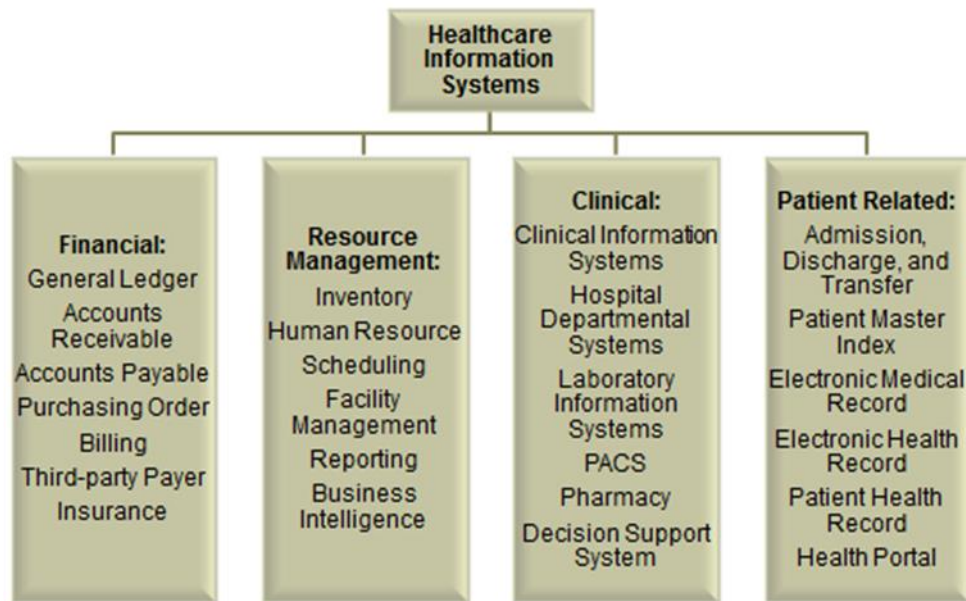 Healthcare
Information
Systems
Financial:
General Ledger
Accounts
Receivable
Accounts Payable
Purchasing Order
Billing
Third-party Payer
Insurance
Resource
Management:
Inventory
Human Resource
Scheduling
Facility
Management
Reporting
Business
Intelligence
Clinical:
Clinical Information
Systems
Hospital
Departmental
Systems
Laboratory
Information
Systems
PACS
Pharmacy
Decision Support
System
Patient Related:
Admission,
Discharge, and
Transfer
Patient Master
Index
Electronic Medical
Record
Electronic Health
Record
Patient Health
Record
Health Portal